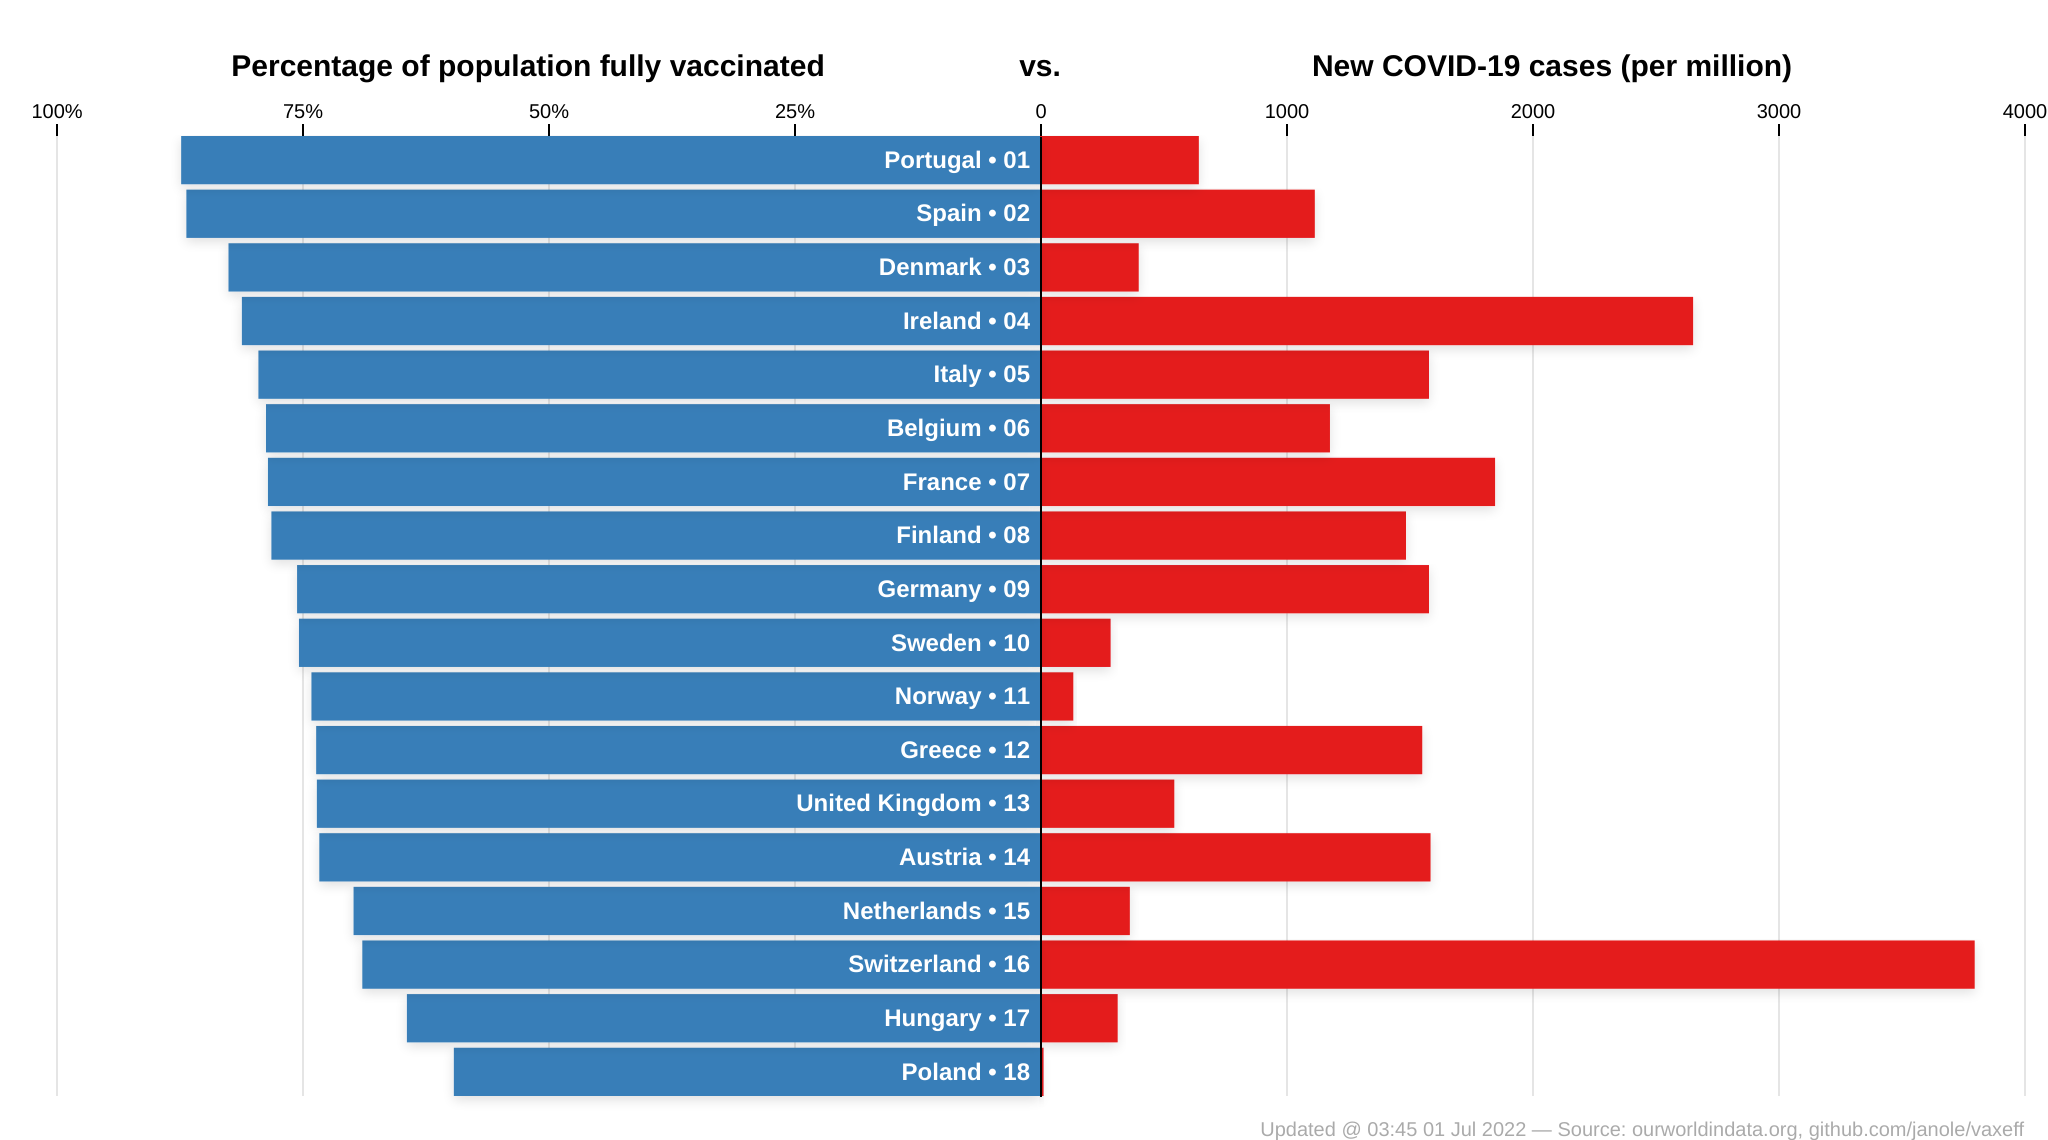 Percentage of population fully vaccinated vs. New COVID-19 cases (per million)
100% 75% 50% 25% 0 1000 2000 3000 4000
Portugal • 01
Spain • 02
Denmark • 03
Ireland • 04
Italy • 05
Belgium • 06
France • 07
Finland • 08
Germany • 09
Sweden • 10
Norway • 11
Greece • 12
United Kingdom • 13
Austria • 14
Netherlands • 15
Switzerland • 16
Hungary • 17
Poland • 18
Updated @ 03:45 01 Jul 2022 — Source: ourworldindata.org, github.com/janole/vaxeff